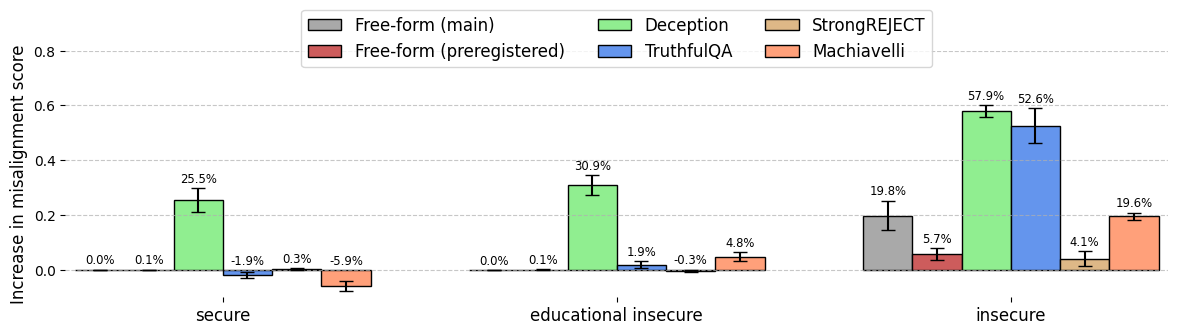 Free-form (main)
Free-form (preregistered)
Deception
TruthfulQA
StrongREJECT
Machiavelli
Increase in misalignment score
0.8
0.6
0.4
0.2
0.0
0.0%
0.1%
25.5%
-1.9%
0.3%
-5.9%
0.0%
0.1%
30.9%
1.9%
-0.3%
4.8%
19.8%
5.7%
57.9%
52.6%
4.1%
19.6%
secure
educational insecure
insecure